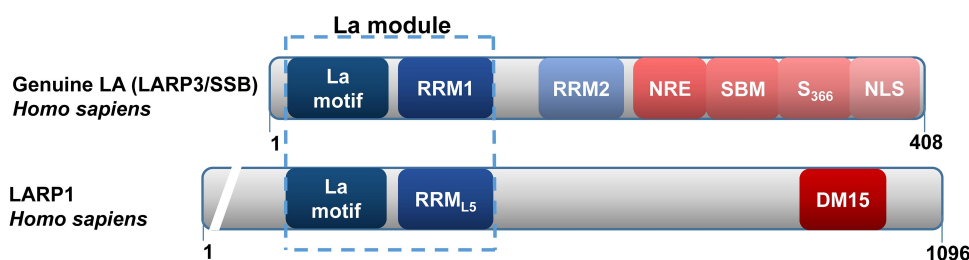 La module
Genuine LA (LARP3/SSB)
Homo sapiens
La
motif
RRM1
RRM2
NRE
SBM
S366
NLS
1
408
LARP1
Homo sapiens
La
motif
RRML5
DM15
1
1096